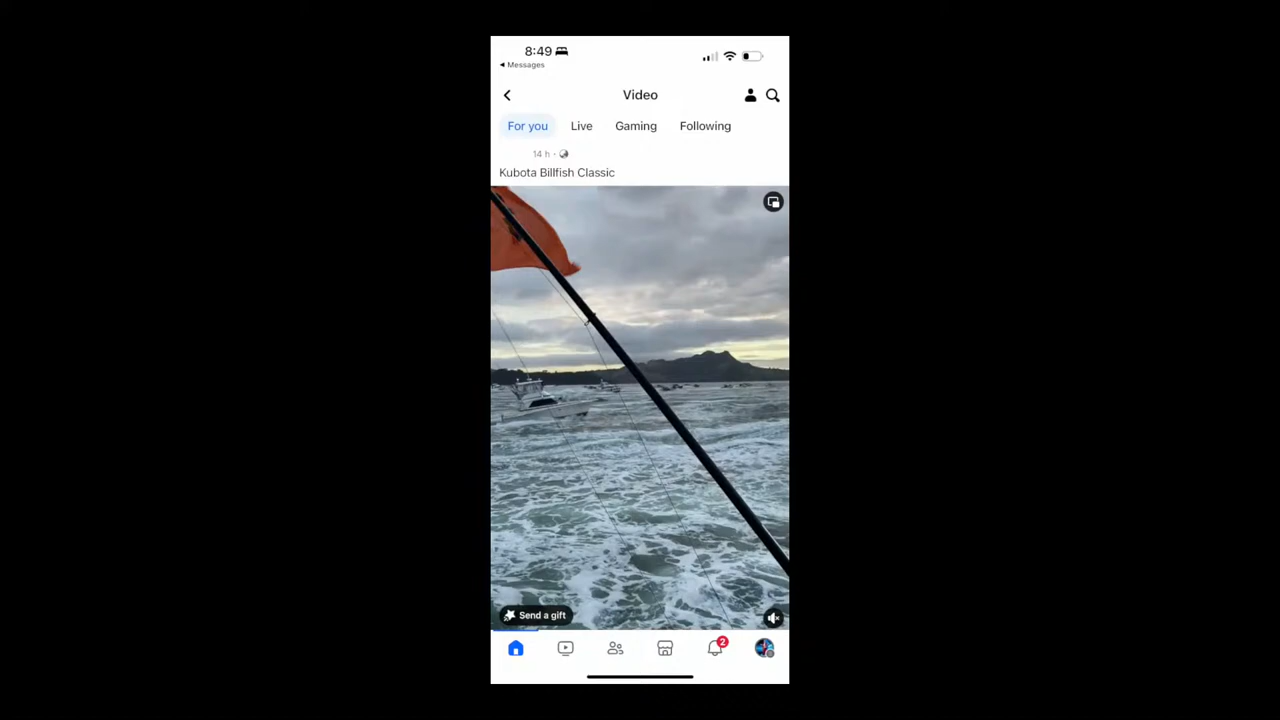 8:49
Messages
Video
For you Live Gaming Following
14 h ·
Kubota Billfish Classic
Send a gift
2